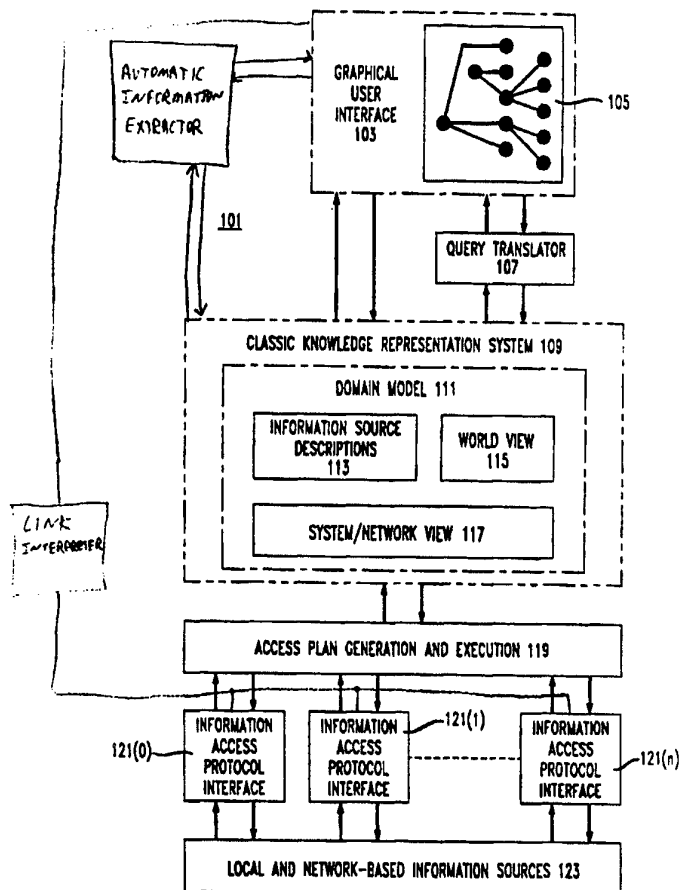 AUTOMATIC
INFORMATION
EXTRACTOR
GRAPHICAL
USER
INTERFACE
103
105
101
QUERY TRANSLATOR
107
CLASSIC KNOWLEDGE REPRESENTATION SYSTEM 109
DOMAIN MODEL 111
INFORMATION SOURCE
DESCRIPTIONS
113
WORLD VIEW
115
SYSTEM/NETWORK VIEW 117
LINK
INTERPRETER
ACCESS PLAN GENERATION AND EXECUTION 119
121(0)
INFORMATION
ACCESS
PROTOCOL
INTERFACE
INFORMATION
ACCESS
PROTOCOL
INTERFACE
121(1)
INFORMATION
ACCESS
PROTOCOL
INTERFACE
121(n)
LOCAL AND NETWORK-BASED INFORMATION SOURCES 123